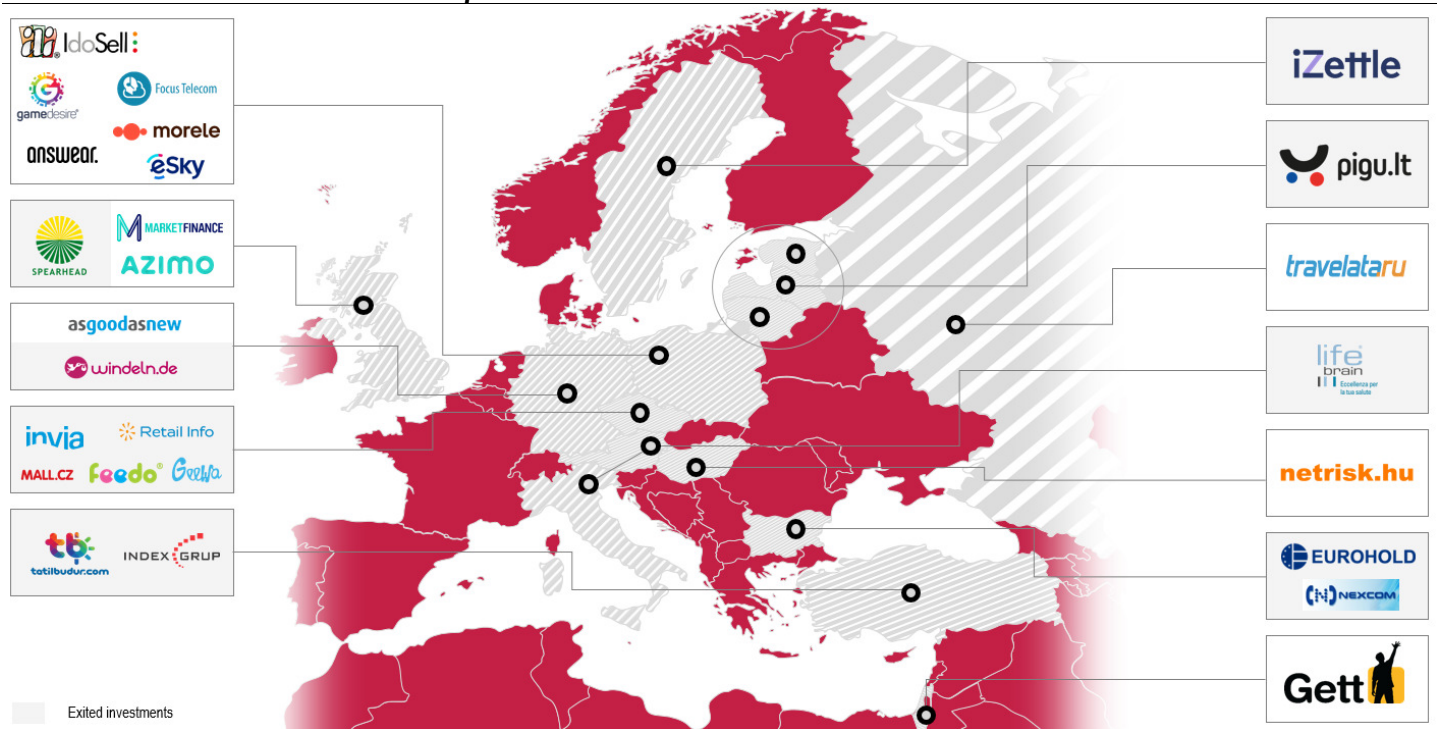 IdoSell
gamedesire®
Focus Telecom
morele
answear.
eSky
SPEARHEAD
MARKETFINANCE
AZIMO
asgoodasnew
windeln.de
invia
Retail Info
MALL.CZ
feedo®
Geewa
tb
tatilbudur.com
INDEX GRUP
Exited investments
iZettle
pigu.lt
travelataru
life
brain
Eccellenza per
la tua salute
netrisk.hu
EUROHOLD
NEXCOM
Gett